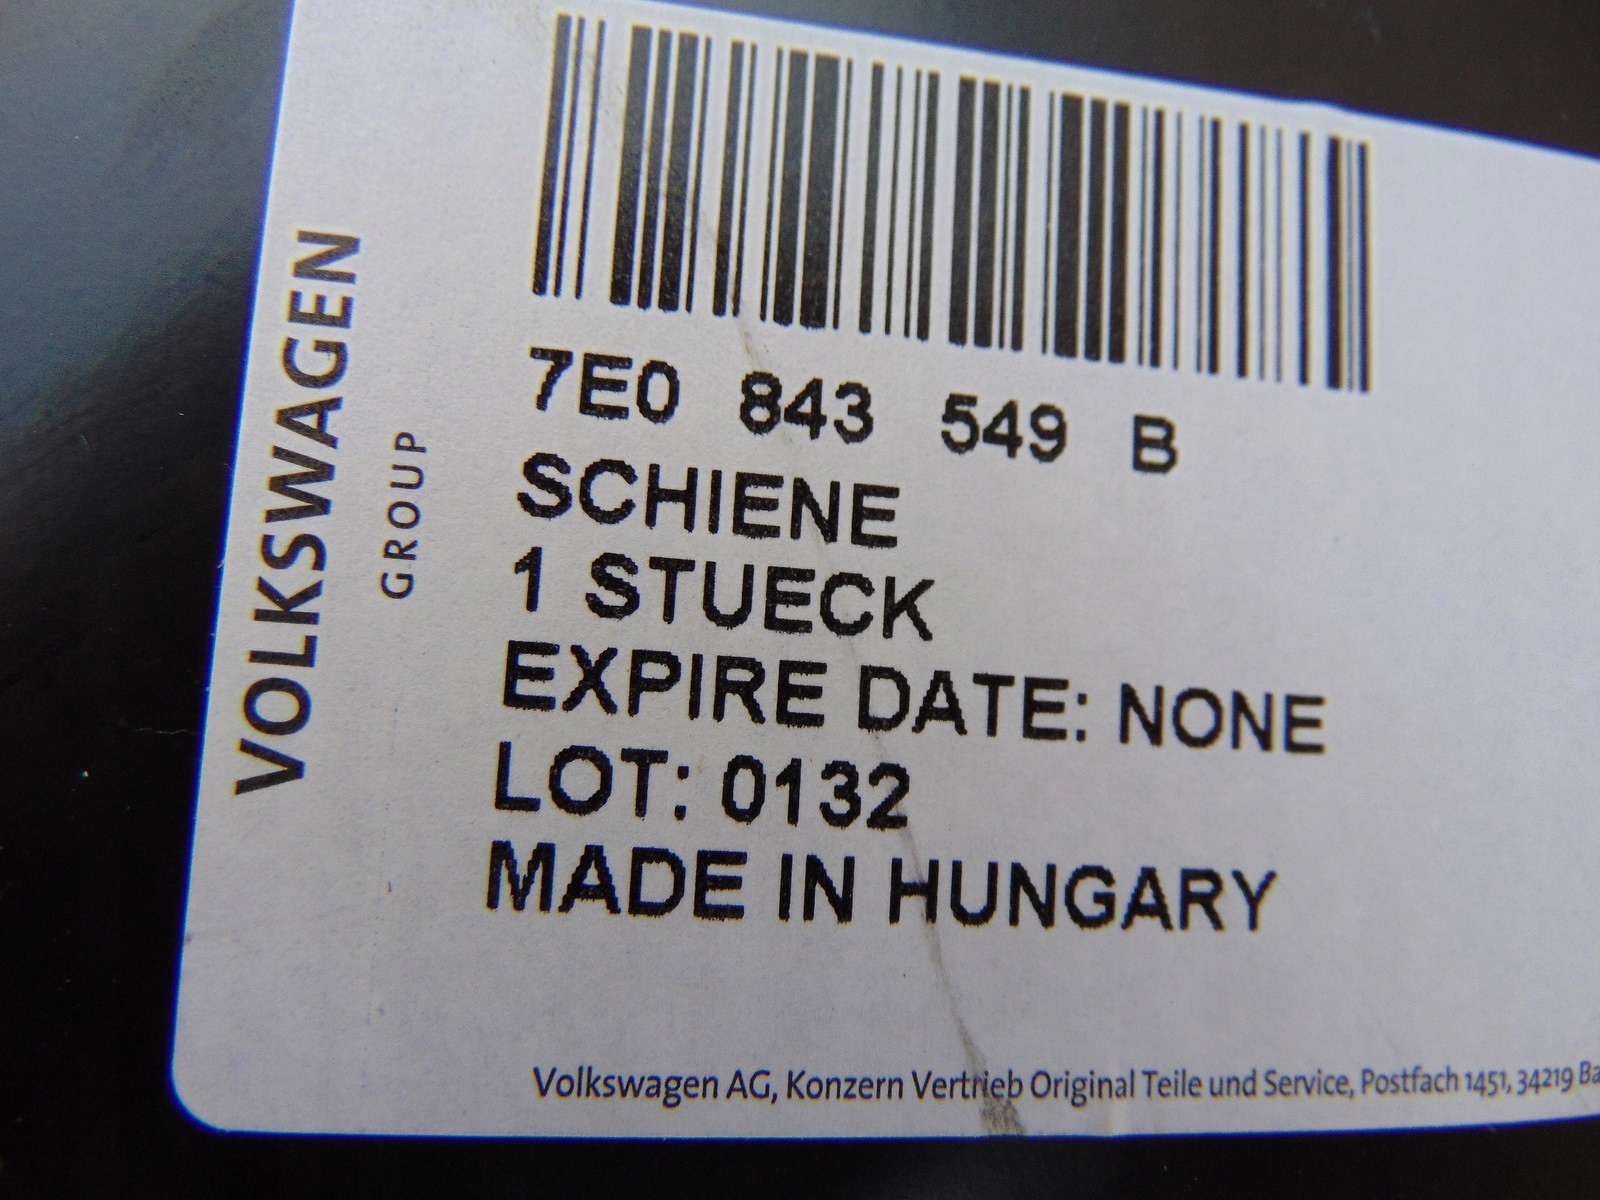 VOLKSWAGEN
GROUP
7E0 843 549 B
SCHIENE
1 STUECK
EXPIRE DATE: NONE
LOT: 0132
MADE IN HUNGARY
Volkswagen AG, Konzern Vertrieb Original Teile und Service, Postfach 1451, 34219 Ba